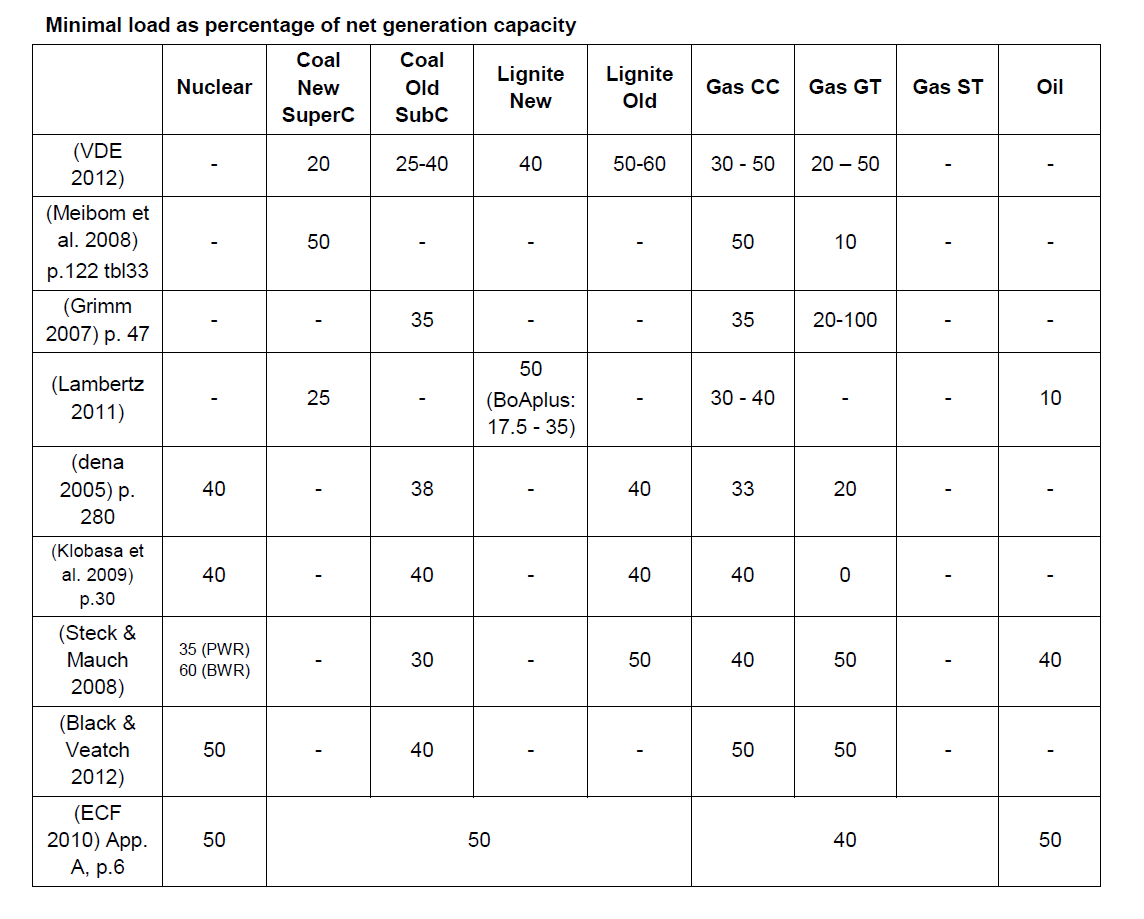 Minimal load as percentage of net generation capacity
Nuclear
Coal
New
SuperC
Coal
Old
SubC
Lignite
New
Lignite
Old
Gas CC
Gas GT
Gas ST
Oil
(VDE
2012)
-
20
25-40
40
50-60
30 - 50
20 – 50
-
-
(Meibom et
al. 2008)
p.122 tbl33
-
50
-
-
-
50
10
-
-
(Grimm
2007) p. 47
-
-
35
-
-
35
20-100
-
-
(Lambertz
2011)
-
25
-
50
(BoAplus:
17.5 - 35)
-
30 - 40
-
-
10
(dena
2005) p.
280
40
-
38
-
40
33
20
-
-
(Klobasa et
al. 2009)
p.30
40
-
40
-
40
40
0
-
-
(Steck &
Mauch
2008)
35 (PWR)
60 (BWR)
-
30
-
50
40
50
-
40
(Black &
Veatch
2012)
50
-
40
-
-
50
50
-
-
(ECF
2010) App.
A, p.6
50
50
40
50